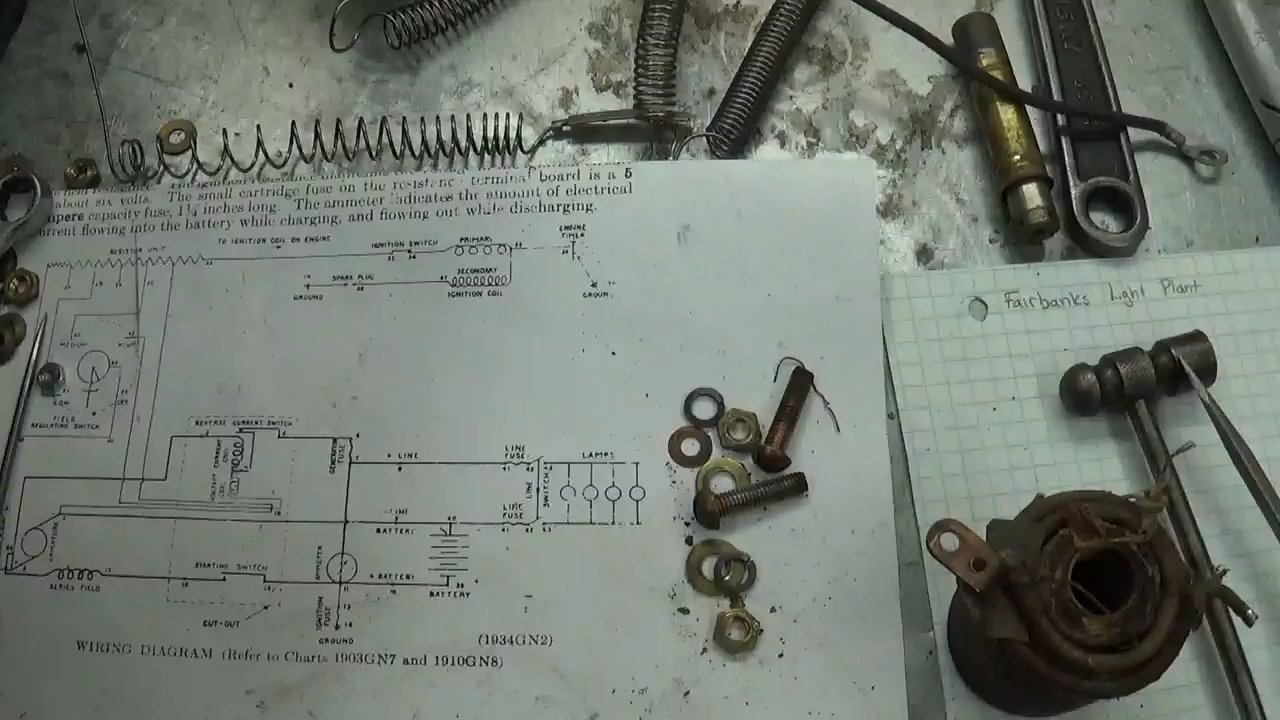 board is a 5
about six volts. The small cartridge fuse on the resistance terminal
capacity fuse, 1¼ inches long. The ammeter indicates the amount of electrical
flowing into the battery while charging, and flowing out while discharging.
RESISTOR UNIT
TO IGNITION COIL ON ENGINE
IGNITION SWITCH
PRIMARY
ENGINE
TIMER
SPARK PLUG
SECONDARY
GROUND
IGNITION COIL
GROUND
MEDIUM
HIGH
LOW
OFF
FIELD
REGULATING SWITCH
REVERSE CURRENT SWITCH
GENERATOR
FUSE
+ LINE
LINE
FUSE
LAMPS
LINE
SWITCH
LINE
FUSE
-LINE
BATTERY
STARTING SWITCH
AMMETER
+ BATTERY
BATTERY
SERIES FIELD
CUT-OUT
IGNITION
FUSE
GROUND
(1934GN2)
WIRING DIAGRAM (Refer to Charts 1903GN7 and 1910GN8)
Fairbanks Light Plant